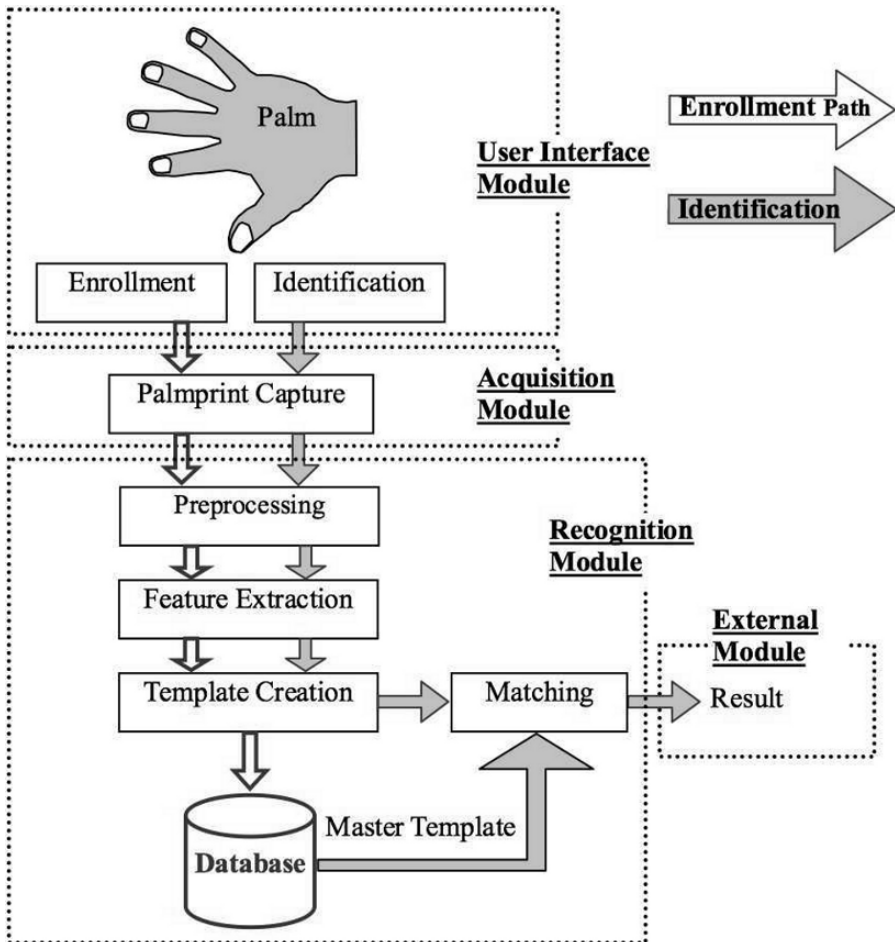 Palm
User Interface
Module
Enrollment Path
Identification
Enrollment
Identification
Palmprint Capture
Acquisition
Module
Preprocessing
Recognition
Module
Feature Extraction
Template Creation
Matching
External
Module
Result
Master Template
Database